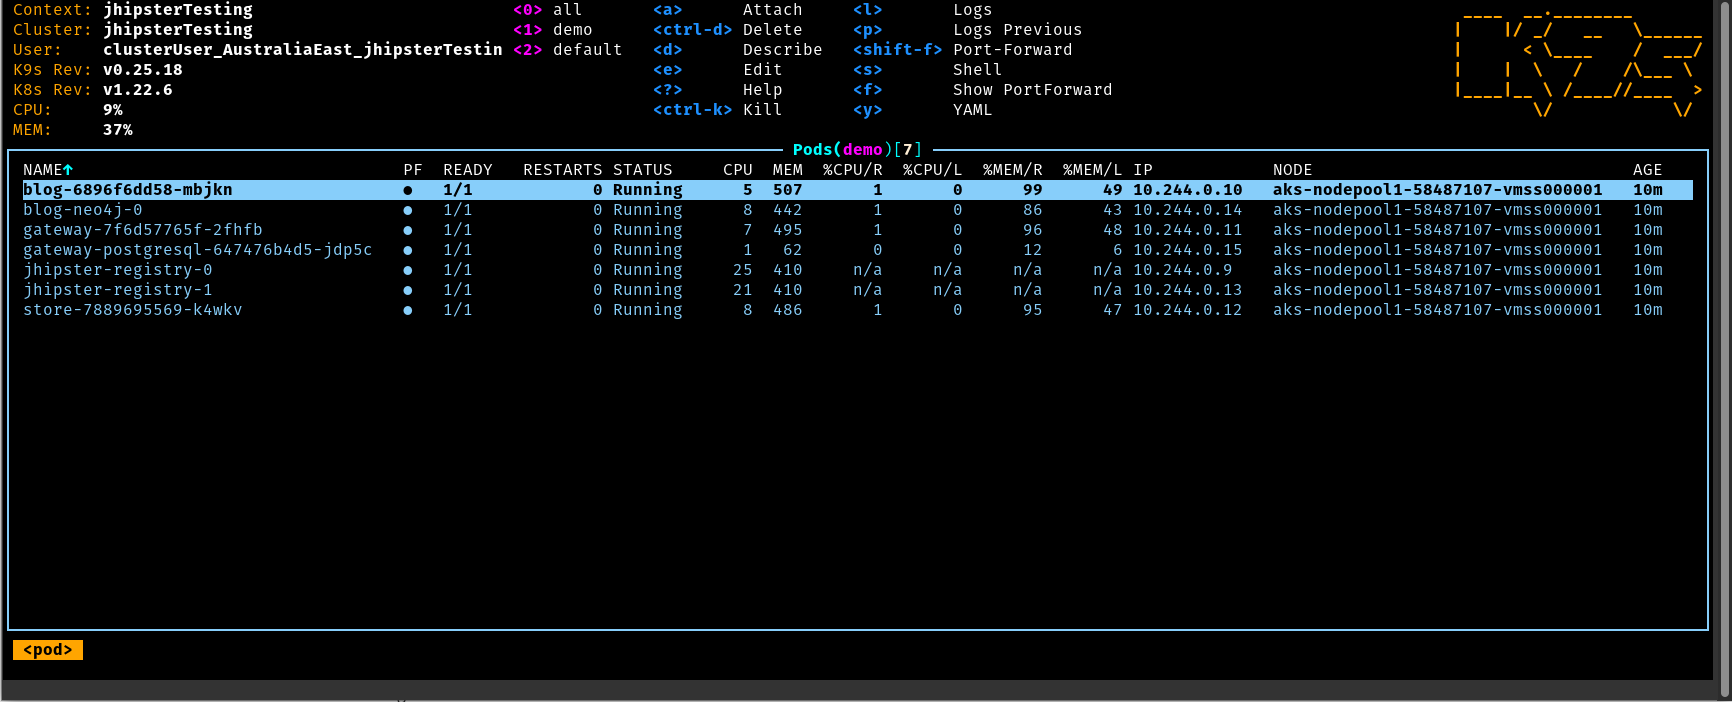 Context: jhipsterTesting <0> all <a> Attach <l> Logs
Cluster: jhipsterTesting <1> demo <ctrl-d> Delete <p> Logs Previous
User: clusterUser_AustraliaEast_jhipsterTestin <2> default <d> Describe <shift-f> Port-Forward
K9s Rev: v0.25.18 <e> Edit <s> Shell
K8s Rev: v1.22.6 <?> Help <f> Show PortForward
CPU: 9% <ctrl-k> Kill <y> YAML
MEM: 37%
Pods(demo)[7]
NAME↑ PF READY RESTARTS STATUS CPU MEM %CPU/R %CPU/L %MEM/R %MEM/L IP NODE AGE
blog-6896f6dd58-mbjkn ● 1/1 0 Running 5 507 1 0 99 49 10.244.0.10 aks-nodepool1-58487107-vmss000001 10m
blog-neo4j-0 ● 1/1 0 Running 8 442 1 0 86 43 10.244.0.14 aks-nodepool1-58487107-vmss000001 10m
gateway-7f6d57765f-2fhfb ● 1/1 0 Running 7 495 1 0 96 48 10.244.0.11 aks-nodepool1-58487107-vmss000001 10m
gateway-postgresql-647476b4d5-jdp5c ● 1/1 0 Running 1 62 0 0 12 6 10.244.0.15 aks-nodepool1-58487107-vmss000001 10m
jhipster-registry-0 ● 1/1 0 Running 25 410 n/a n/a n/a n/a 10.244.0.9 aks-nodepool1-58487107-vmss000001 10m
jhipster-registry-1 ● 1/1 0 Running 21 410 n/a n/a n/a n/a 10.244.0.13 aks-nodepool1-58487107-vmss000001 10m
store-7889695569-k4wkv ● 1/1 0 Running 8 486 1 0 95 47 10.244.0.12 aks-nodepool1-58487107-vmss000001 10m
<pod>